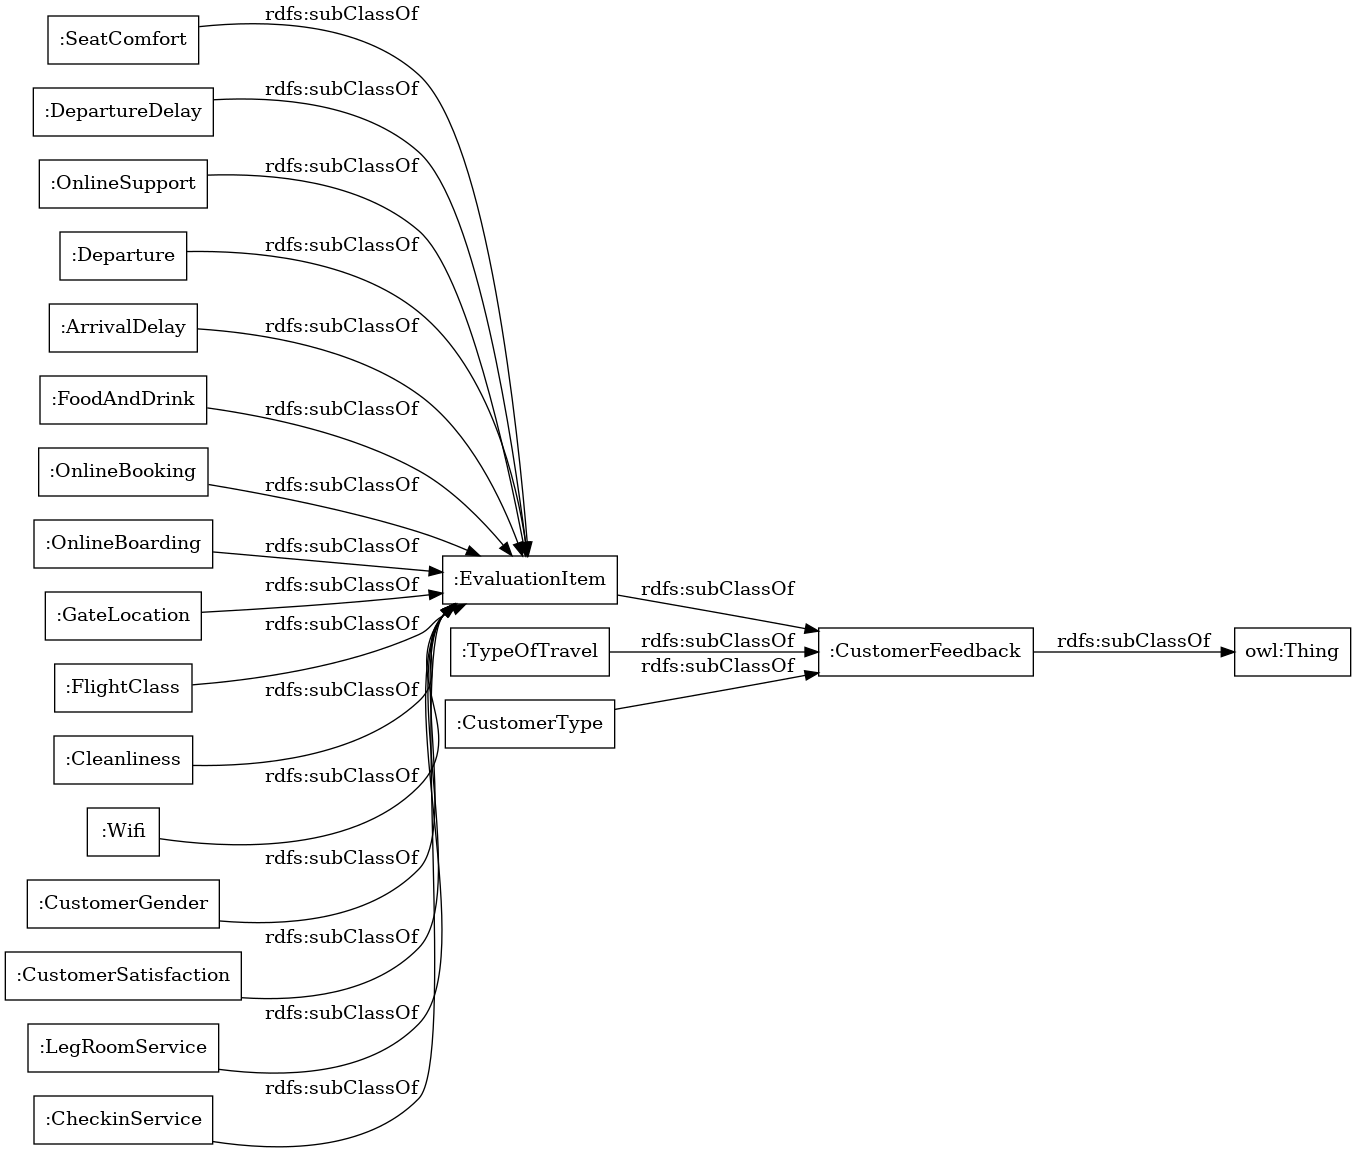 rdfs:subClassOf
:SeatComfort
rdfs:subClassOf
:DepartureDelay
rdfs:subClassOf
:OnlineSupport
rdfs:subClassOf
:Departure
rdfs:subClassOf
:ArrivalDelay
rdfs:subClassOf
:FoodAndDrink
rdfs:subClassOf
:OnlineBooking
rdfs:subClassOf
:OnlineBoarding
rdfs:subClassOf
:GateLocation
rdfs:subClassOf
:FlightClass
rdfs:subClassOf
:Cleanliness
rdfs:subClassOf
:Wifi
rdfs:subClassOf
:CustomerGender
rdfs:subClassOf
:CustomerSatisfaction
rdfs:subClassOf
:LegRoomService
rdfs:subClassOf
:CheckinService
:EvaluationItem
rdfs:subClassOf
:TypeOfTravel
rdfs:subClassOf
:CustomerType
rdfs:subClassOf
:CustomerFeedback
rdfs:subClassOf
owl:Thing